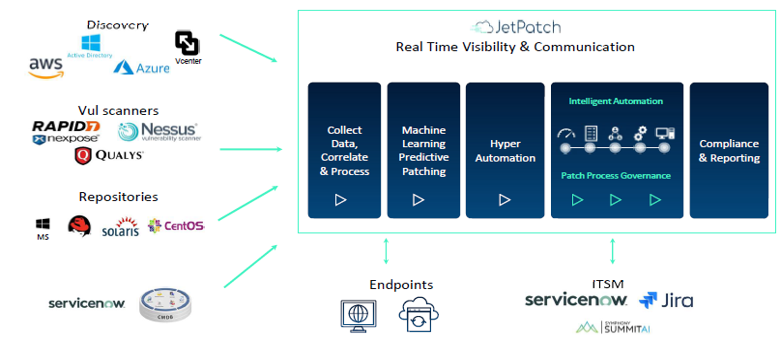 Discovery
Active Directory
aws
Azure
Vcenter
Vul scanners
RAPID7
nexpose
Nessus
vulnerability scanner
QUALYS
Repositories
MS
solaris
CentOS
servicenow
CMDB
JetPatch
Real Time Visibility & Communication
Collect
Data,
Correlate
& Process
Machine
Learning
Predictive
Patching
Hyper
Automation
Intelligent Automation
Patch Process Governance
Compliance
& Reporting
Endpoints
ITSM
servicenow
Jira
SYMPHONY
SUMMITAI